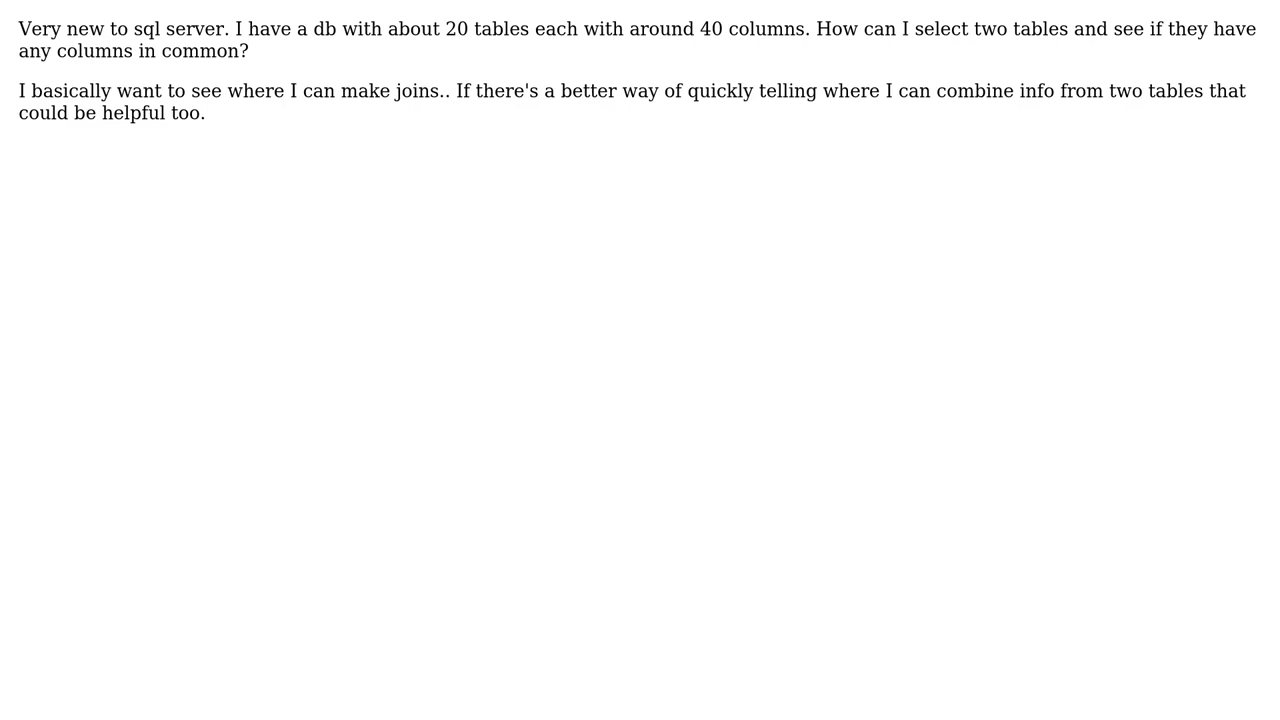 Very new to sql server. I have a db with about 20 tables each with around 40 columns. How can I select two tables and see if they have
any columns in common?
I basically want to see where I can make joins.. If there's a better way of quickly telling where I can combine info from two tables that
could be helpful too.